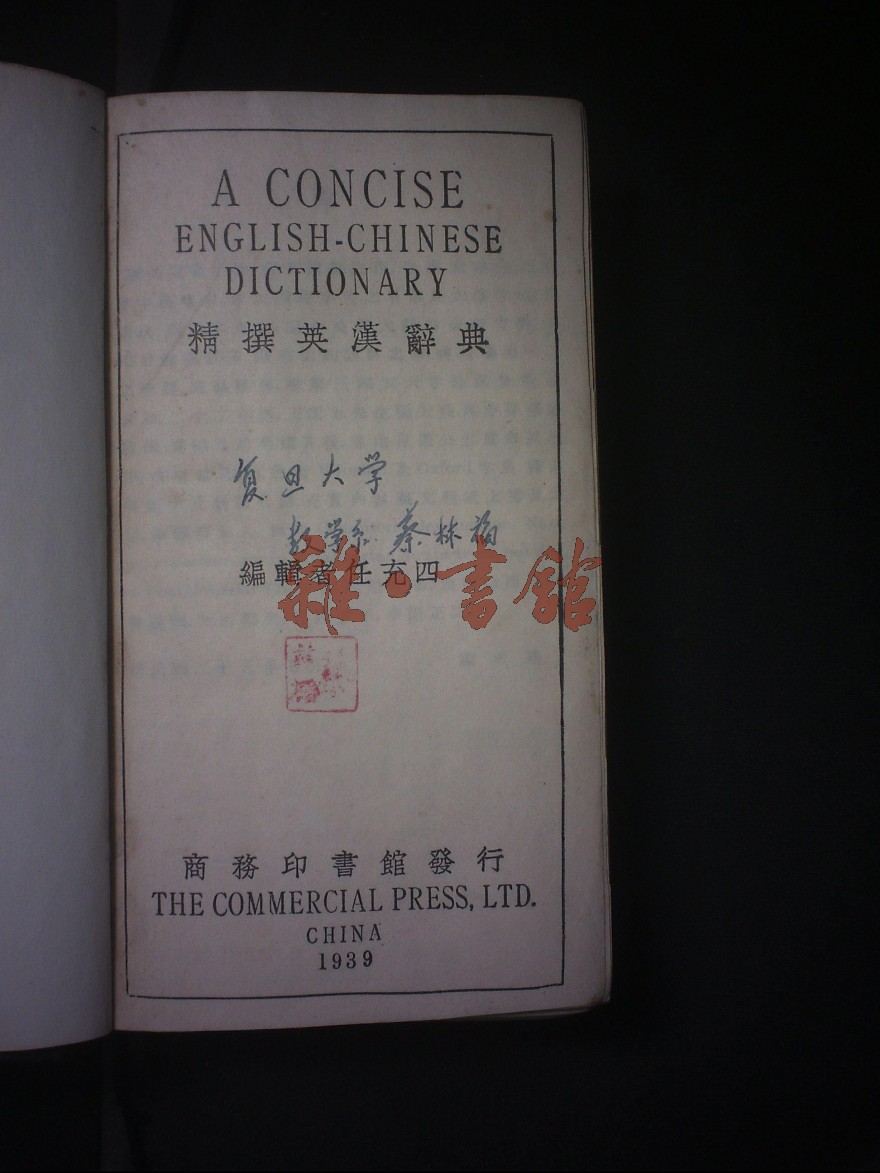 A CONCISE
ENGLISH-CHINESE
DICTIONARY
精撰英漢辭典
复旦大学
数学系 蔡林
編輯者任充四
雜·書館
商務印書館發行
THE COMMERCIAL PRESS, LTD.
CHINA
1939